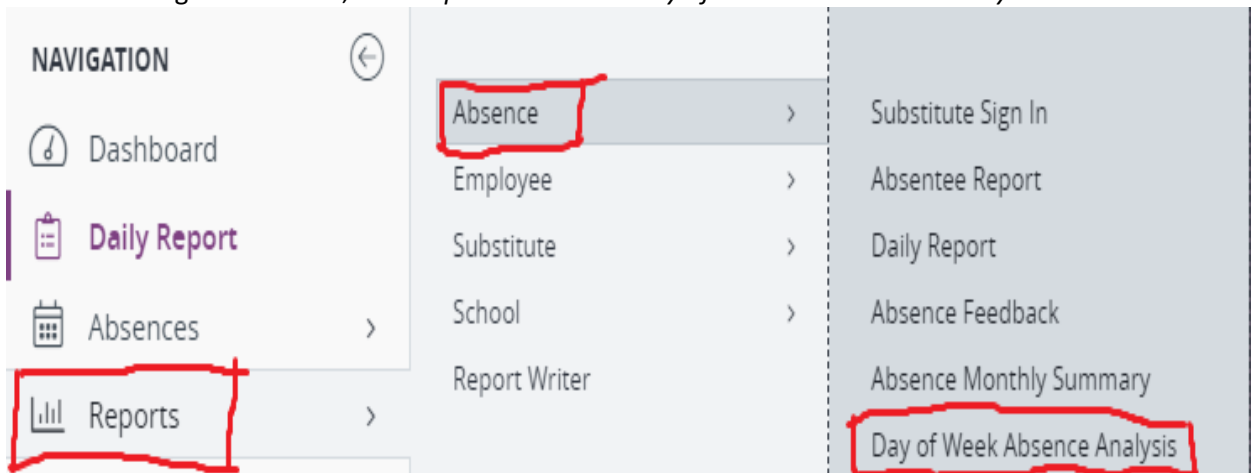 NAVIGATION
Dashboard
Daily Report
Absences
Reports
Absence
Employee
Substitute
School
Report Writer
Substitute Sign In
Absentee Report
Daily Report
Absence Feedback
Absence Monthly Summary
Day of Week Absence Analysis